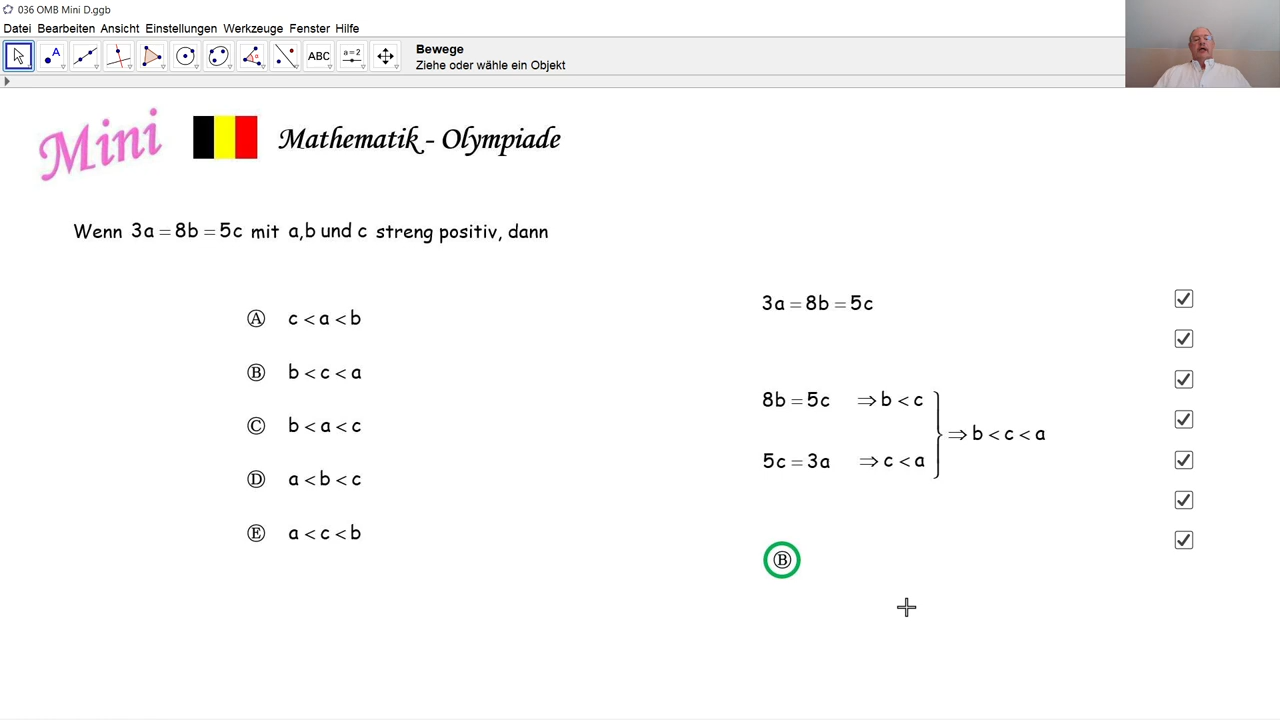 036 OMB Mini D.ggb
Datei Bearbeiten Ansicht Einstellungen Werkzeuge Fenster Hilfe
A
ABC
a=2
Bewege
Ziehe oder wähle ein Objekt
Mini
Mathematik - Olympiade
Wenn 3a = 8b = 5c mit a,b und c streng positiv, dann
Ⓐ c < a < b
Ⓑ b < c < a
Ⓒ b < a < c
Ⓓ a < b < c
Ⓔ a < c < b
3a = 8b = 5c
8b = 5c ⇒ b < c
⇒ b < c < a
5c = 3a ⇒ c < a
Ⓑ